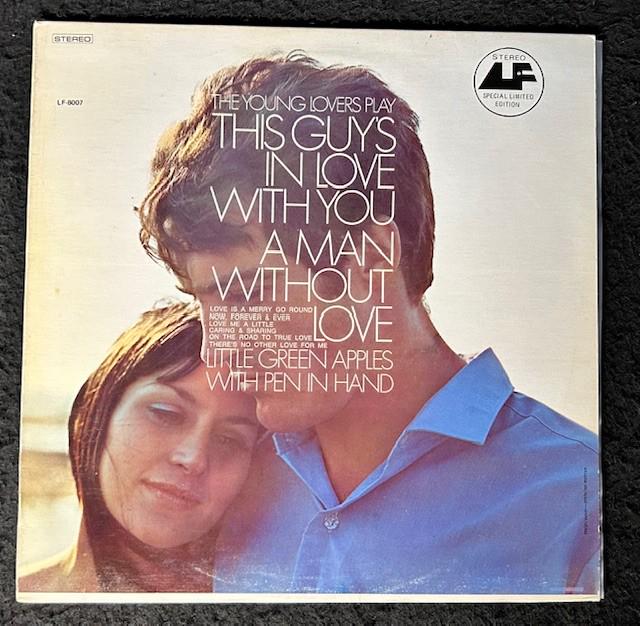 STEREO
LF-8007
STEREO
LF
SPECIAL LIMITED
EDITION
THE YOUNG LOVERS PLAY
THIS GUY'S
IN LOVE
WITH YOU
A MAN
WITHOUT
LOVE
LOVE IS A MERRY GO ROUND
NOW, FOREVER & EVER
LOVE ME A LITTLE
CARING & SHARING
ON THE ROAD TO TRUE LOVE
THERE'S NO OTHER LOVE FOR ME
LITTLE GREEN APPLES
WITH PEN IN HAND